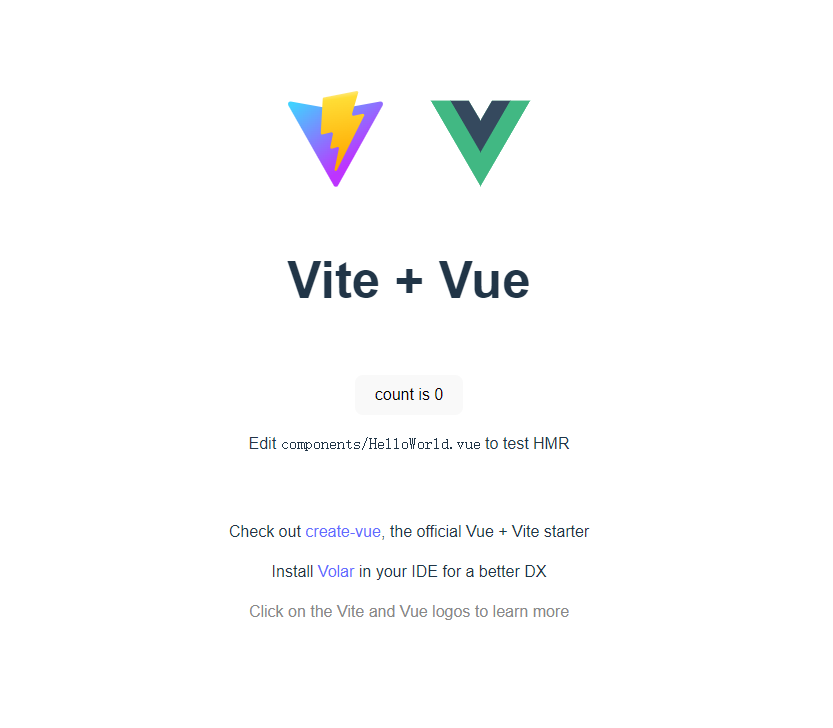 Vite + Vue
count is 0
Edit components/HelloWorld.vue to test HMR
Check out create-vue, the official Vue + Vite starter
Install Volar in your IDE for a better DX
Click on the Vite and Vue logos to learn more